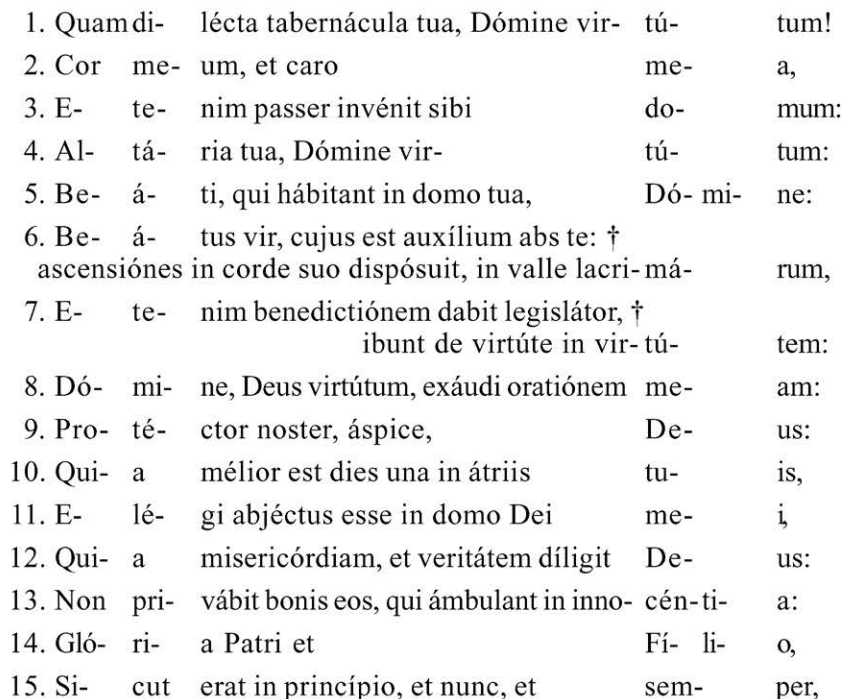 1. Quam di- lécta tabernácula tua, Dómine vir- tú- tum!
2. Cor me- um, et caro me- a,
3. E- te- nim passer invénit sibi do- mum:
4. Al- tá- ria tua, Dómine vir- tú- tum:
5. Be- á- ti, qui hábitant in domo tua, Dó- mi- ne:
6. Be- á- tus vir, cujus est auxílium abs te: †
ascensiónes in corde suo dispósuit, in valle lacri- má- rum,
7. E- te- nim benedictiónem dabit legislátor, †
ibunt de virtúte in vir- tú- tem:
8. Dó- mi- ne, Deus virtútum, exáudi oratiónem me- am:
9. Pro- té- ctor noster, áspice, De- us:
10. Qui- a mélior est dies una in átriis tu- is,
11. E- lé- gi abjéctus esse in domo Dei me- i,
12. Qui- a misericórdiam, et veritátem díligit De- us:
13. Non pri- vábit bonis eos, qui ámbulant in inno- cén- ti- a:
14. Gló- ri- a Patri et Fí- li- o,
15. Si- cut erat in princípio, et nunc, et sem- per,